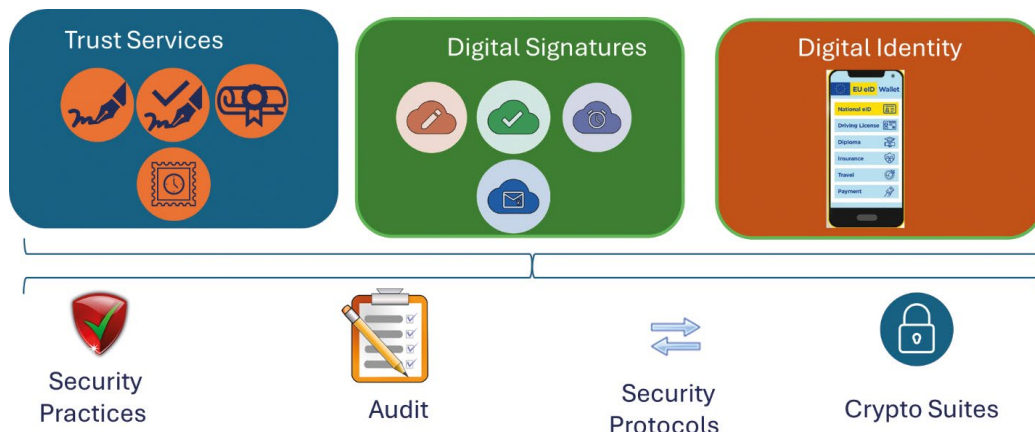 Trust Services
Digital Signatures
Digital Identity
EU eID Wallet
National eID
Driving License
Diploma
Insurance
Travel
Payment
Security
Practices
Audit
Security
Protocols
Crypto Suites